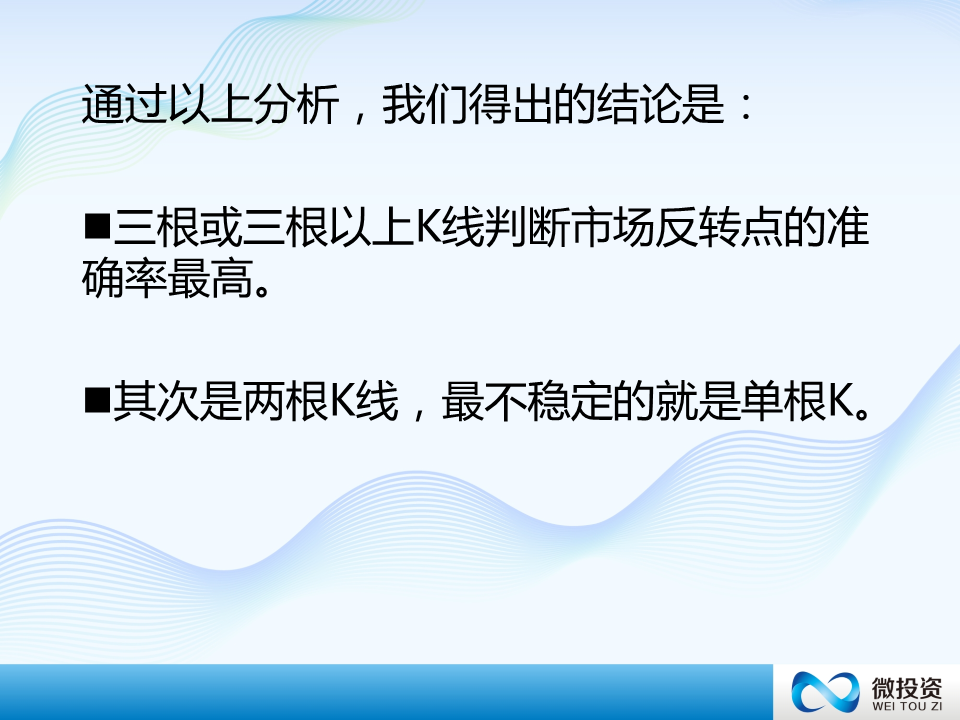 通过以上分析，我们得出的结论是：
■三根或三根以上K线判断市场反转点的准
确率最高。
■其次是两根K线，最不稳定的就是单根K。
微投资
WEI TOU ZI